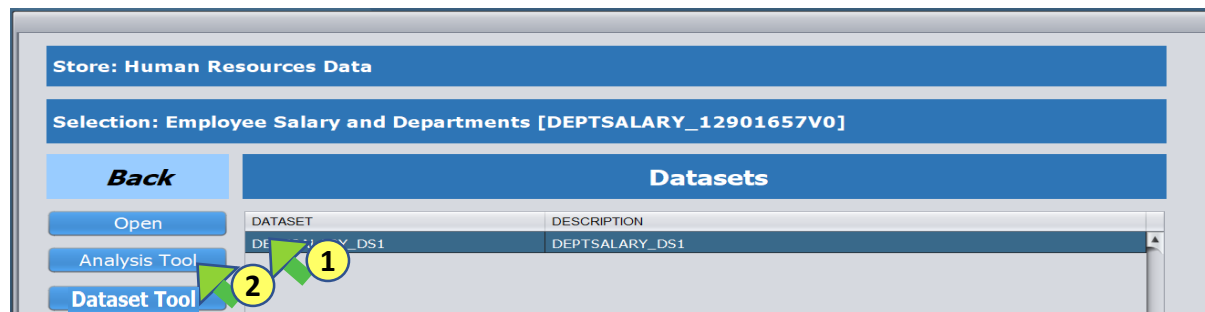 Store: Human Resources Data
Selection: Employee Salary and Departments [DEPTSALARY_12901657V0]
Back
Datasets
Open
DATASET DESCRIPTION
DEPTSALARY_DS1
Analysis Tool
1
2
Dataset Tool